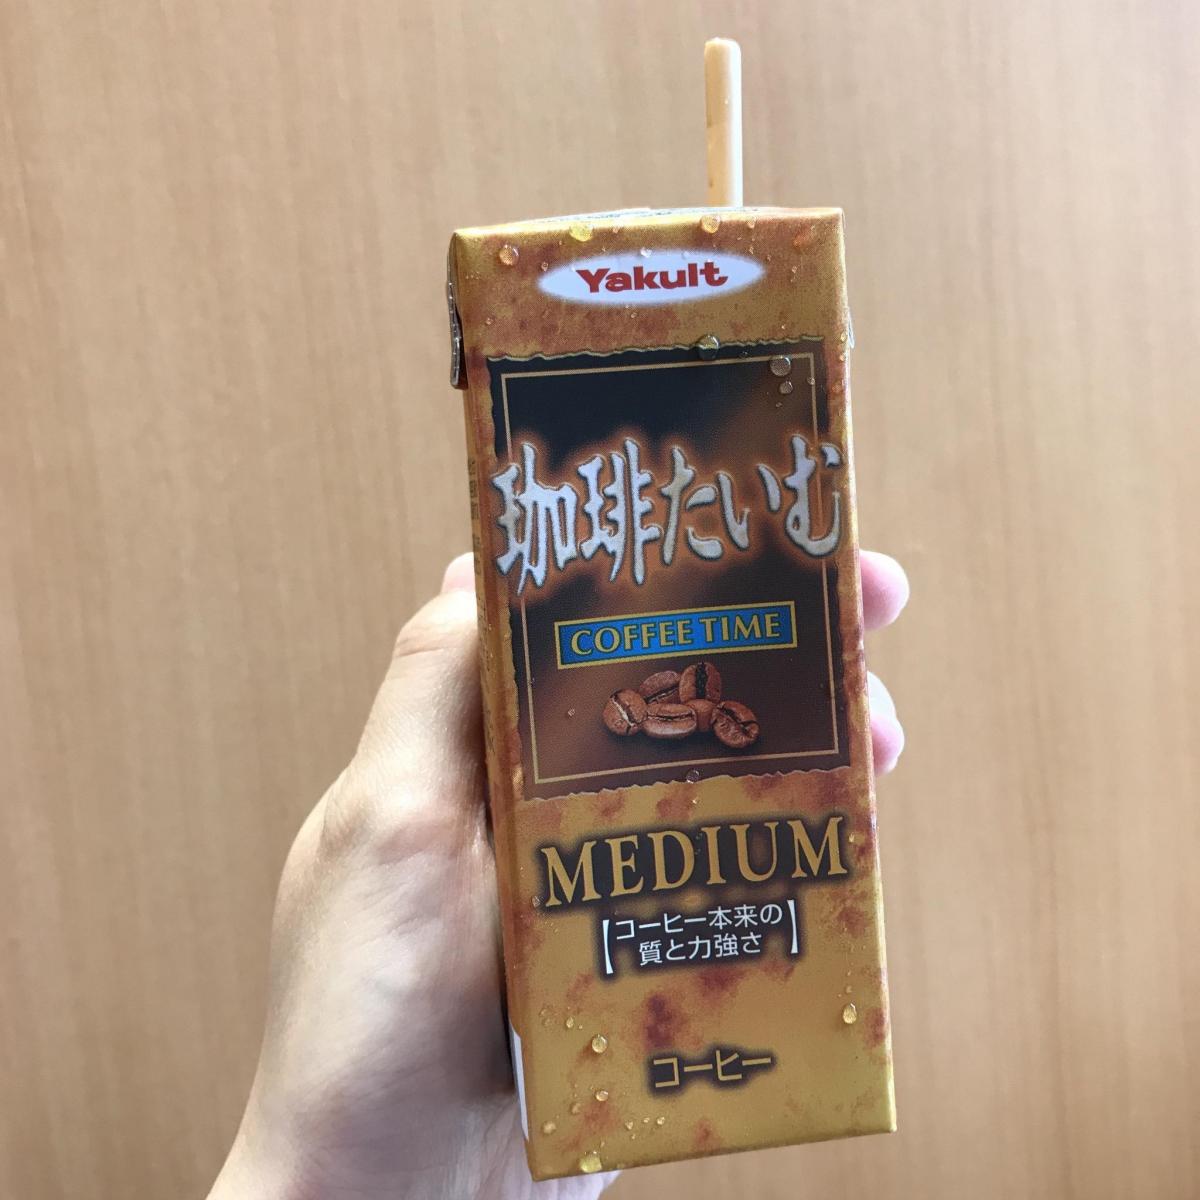 Yakult
珈琲たいむ
COFFEE TIME
MEDIUM
【コーヒー本来の
質と力強さ】
コーヒー